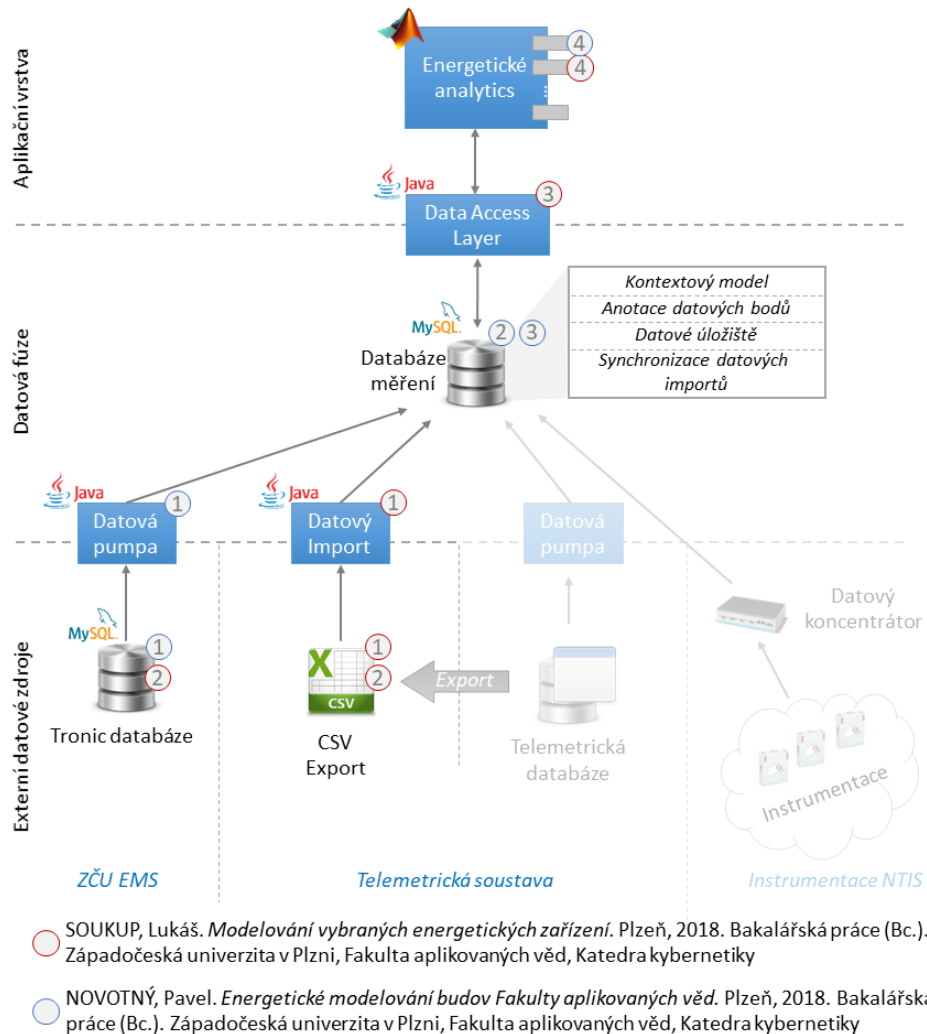 Aplikační vrstva
Energetické
analytics
4
4
Java
3
Data Access
Layer
Datová fúze
MySQL
2 3
Databáze
měření
Kontextový model
Anotace datových bodů
Datové úložiště
Synchronizace datových
importů
Java
1
Datová
pumpa
Java
1
Datový
Import
Datová
pumpa
Externí datové zdroje
MySQL
1
2
Tronic databáze
X
CSV
1
2
CSV
Export
Export
Telemetrická
databáze
Datový
koncentrátor
Instrumentace
ZČU EMS
Telemetrická soustava
Instrumentace NTIS
SOUKUP, Lukáš. Modelování vybraných energetických zařízení. Plzeň, 2018. Bakalářská práce (Bc.).
Západočeská univerzita v Plzni, Fakulta aplikovaných věd, Katedra kybernetiky
NOVOTNÝ, Pavel. Energetické modelování budov Fakulty aplikovaných věd. Plzeň, 2018. Bakalářská
práce (Bc.). Západočeská univerzita v Plzni, Fakulta aplikovaných věd, Katedra kybernetiky